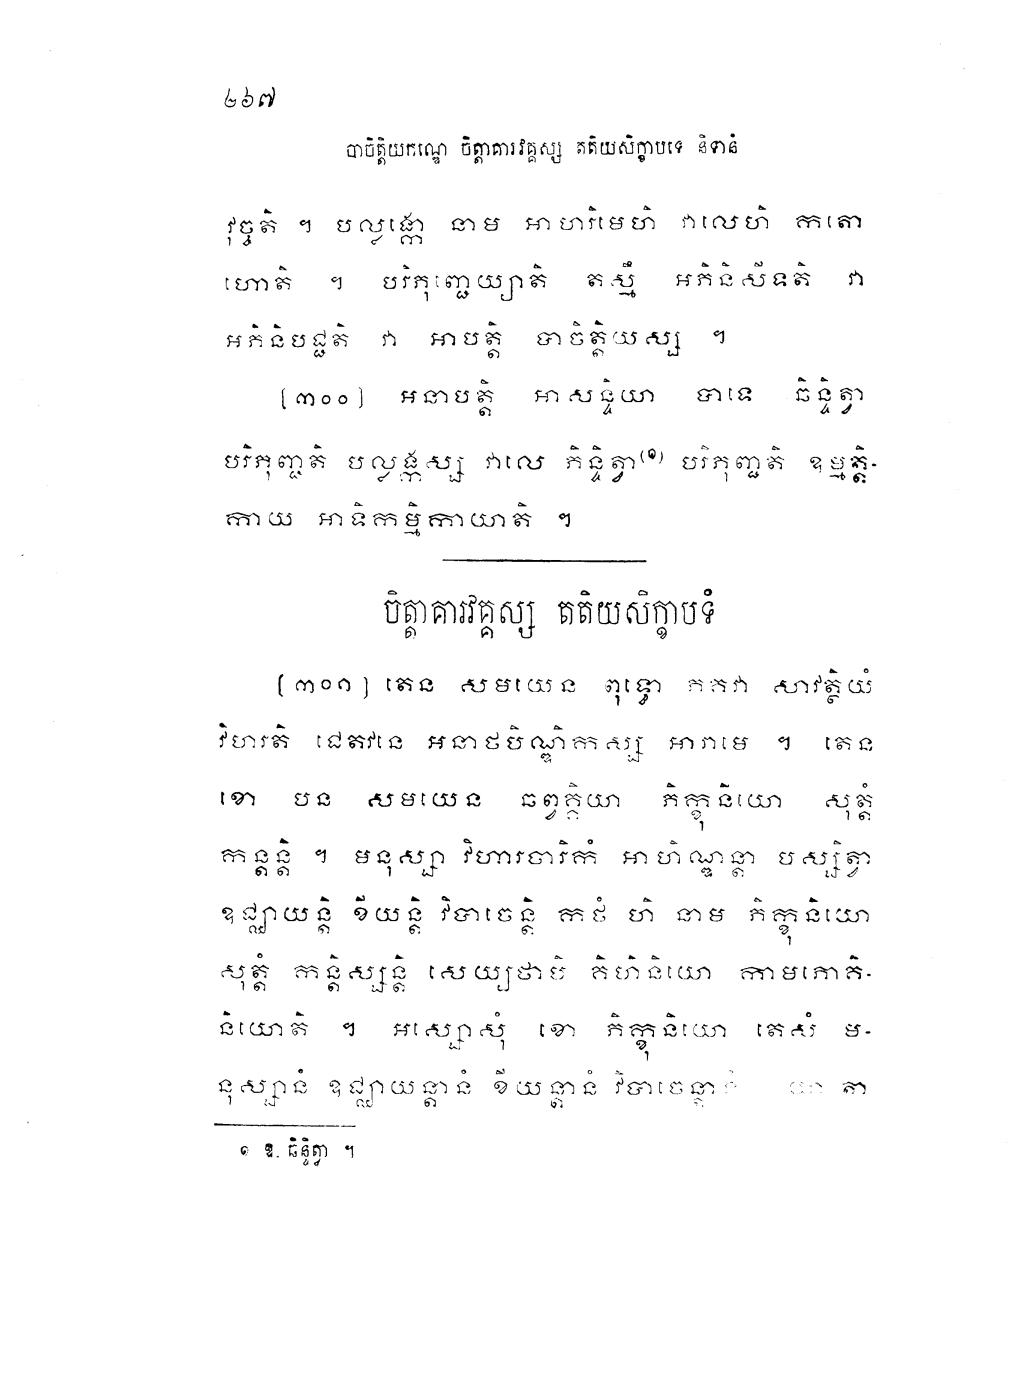 ២៦៧
បាចិត្តិយកណ្ឌេ ចិត្តាគារវគ្គស្ស តតិយសិក្ខាបទេ និទានំ
វុច្ចតិ ។ បល្លង្កោ នាម អាហរិមេហិ វាលេហិ កតោ
ហោតិ ។ បរិភុញ្ជេយ្យាតិ តស្មឹ អភិនិសីទតិ វា
អភិនិបជ្ជតិ វា អាបត្តិ បាចិត្តិយស្ស ។
[៣០០] អនាបត្តិ អាសន្ទិយា បាទេ ឆិន្ទិត្វា
បរិភុញ្ជតិ បល្លង្កស្ស វាលេ ភិន្ទិត្វា(១) បរិភុញ្ជតិ ឧម្មត្តិ-
កាយ អាទិកម្មិកាយាតិ ។
ចិត្តាគារវគ្គស្ស តតិយសិក្ខាបទំ
[៣០១] តេន សមយេន ពុទ្ធោ ភគវា សាវត្ថិយំ
វិហរតិ ជេតវនេ អនាថបិណ្ឌិកស្ស អារាមេ ។ តេន
ខោ បន សមយេន ឆព្វគ្គិយា ភិក្ខុនិយោ សុត្តំ
កន្តន្តិ ។ មនុស្សា វិហារចារិកំ អាហិណ្ឌន្តា បស្សិត្វា
ឧជ្ឈាយន្តិ ខីយន្តិ វិបាចេន្តិ កថំ ហិ នាម ភិក្ខុនិយោ
សុត្តំ កន្តិស្សន្តិ សេយ្យថាបិ គិហិនិយោ កាមភោគិ-
និយោតិ ។ អស្សោសុំ ខោ ភិក្ខុនិយោ តេសំ ម-
នុស្សានំ ឧជ្ឈាយន្តានំ ខីយន្តានំ វិបាចេន្តានំ យា តា
១ ឧ. ឆិន្ទិត្វា ។